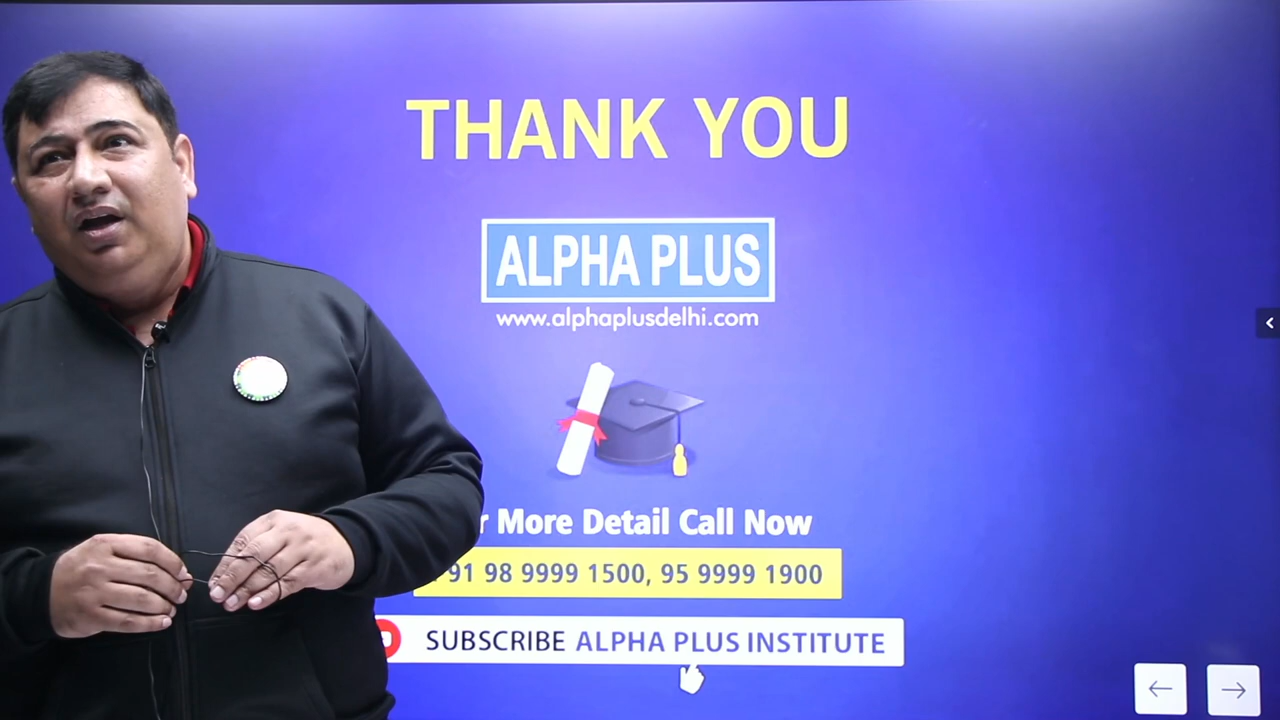 THANK YOU
ALPHA PLUS
www.alphaplusdelhi.com
More Detail Call Now
91 98 9999 1500, 95 9999 1900
SUBSCRIBE ALPHA PLUS INSTITUTE